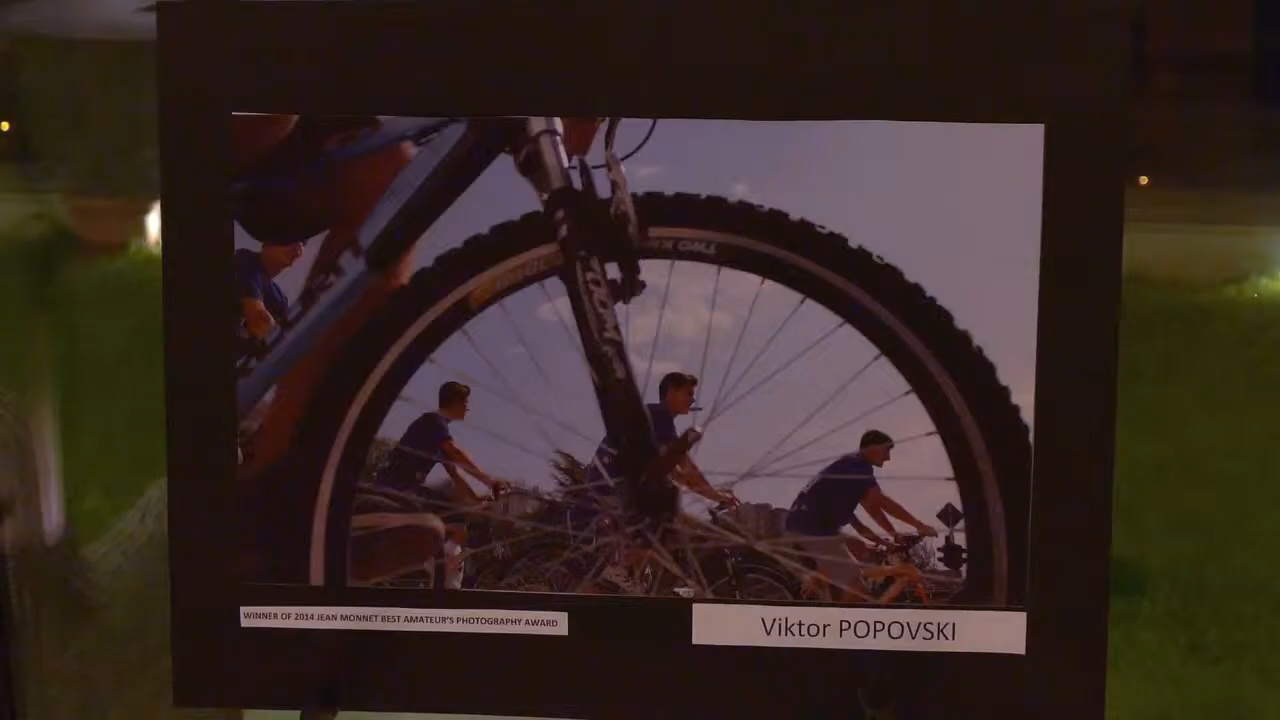 WINNER OF 2014 JEAN MONNET BEST AMATEUR'S PHOTOGRAPHY AWARD
Viktor POPOVSKI